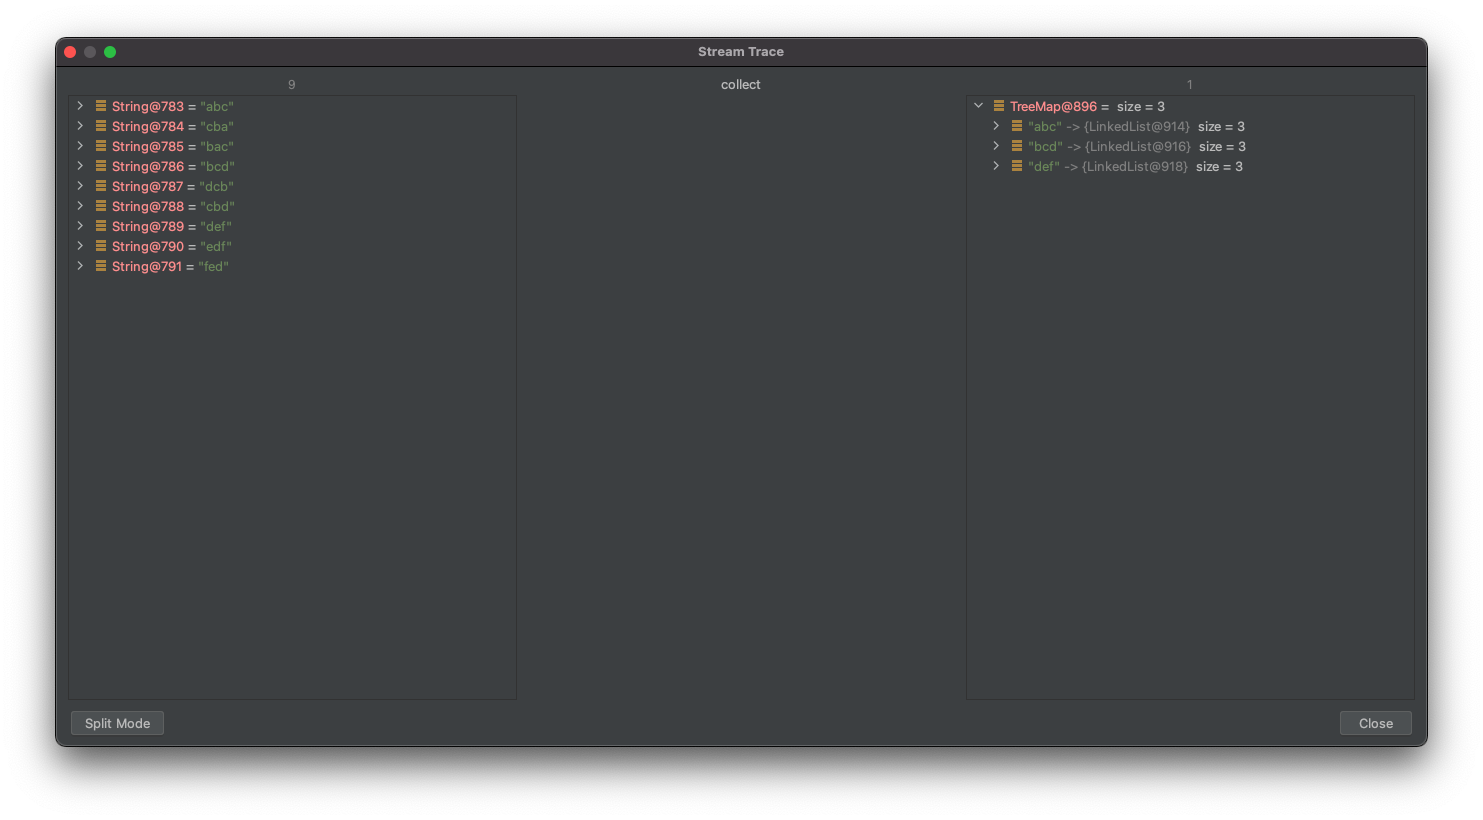 Stream Trace
9
collect
1
String@783 = "abc"
String@784 = "cba"
String@785 = "bac"
String@786 = "bcd"
String@787 = "dcb"
String@788 = "cbd"
String@789 = "def"
String@790 = "edf"
String@791 = "fed"
TreeMap@896 = size = 3
"abc" -> {LinkedList@914} size = 3
"bcd" -> {LinkedList@916} size = 3
"def" -> {LinkedList@918} size = 3
Split Mode
Close